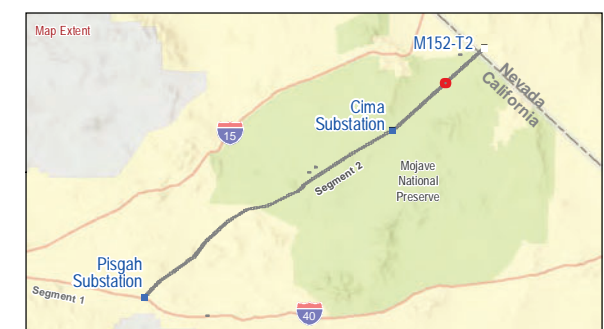 Map Extent
M152-T2
Nevada
California
Cima
Substation
15
Segment 2
Mojave
National
Preserve
Pisgah
Substation
Segment 1
40